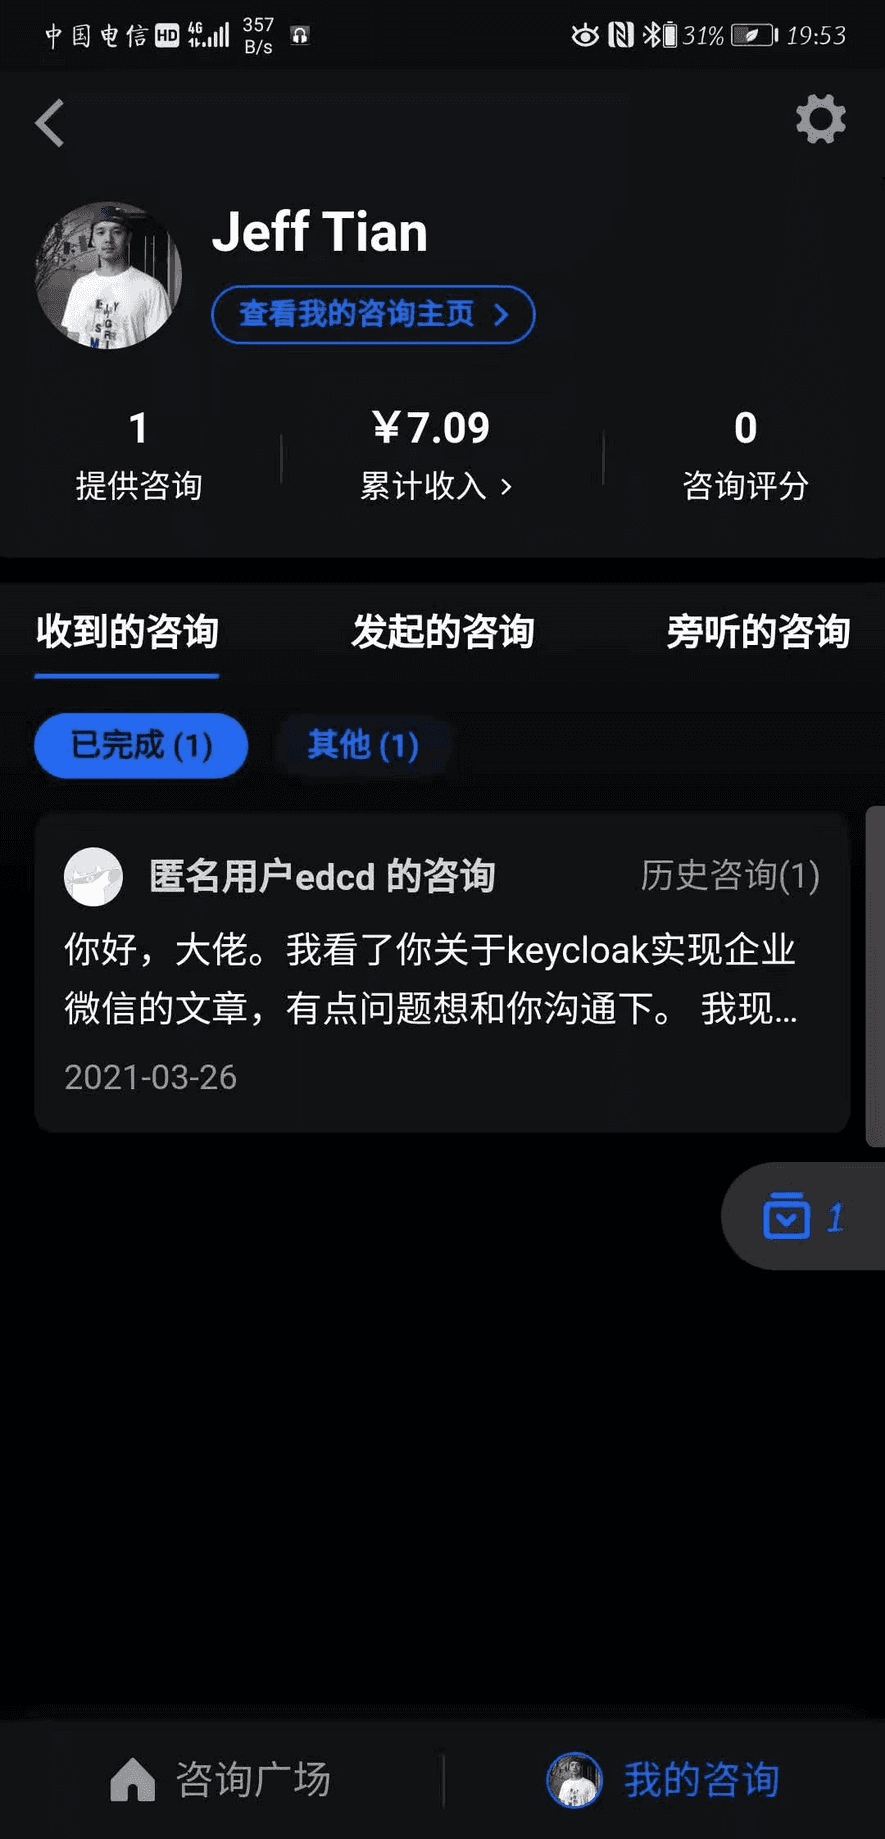 中国电信 HD 4G 357 B/s 31% 19:53
Jeff Tian
查看我的咨询主页
1 ￥7.09 0
提供咨询 累计收入 咨询评分
收到的咨询 发起的咨询 旁听的咨询
已完成 (1) 其他 (1)
匿名用户edcd 的咨询 历史咨询(1)
你好，大佬。我看了你关于keycloak实现企业
微信的文章，有点问题想和你沟通下。 我现...
2021-03-26
1
咨询广场 我的咨询